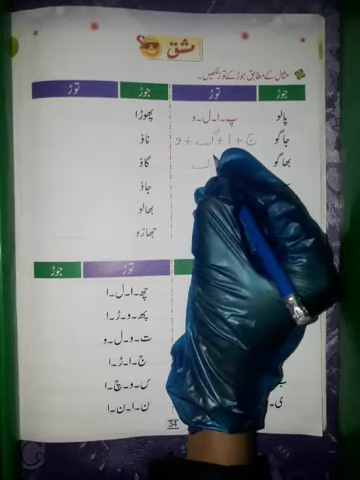 مشق
مثال کے مطابق جوڑ کے توڑ لکھیں۔
جوڑ توڑ جوڑ توڑ
پالو پ۔ا۔ل۔و پھوڑا
جاگو ج+ا+گ+و ناؤ
بھاگو گاؤ
جاؤ
بھالو
جھاڑو
توڑ جوڑ
چھ۔ا۔ل۔ا
پھ۔و۔ڑ۔ا
ت۔و۔ل۔و
ج۔ا۔ڑ۔ا
س۔و۔چ۔ا
ن۔ا۔ن۔ا
34